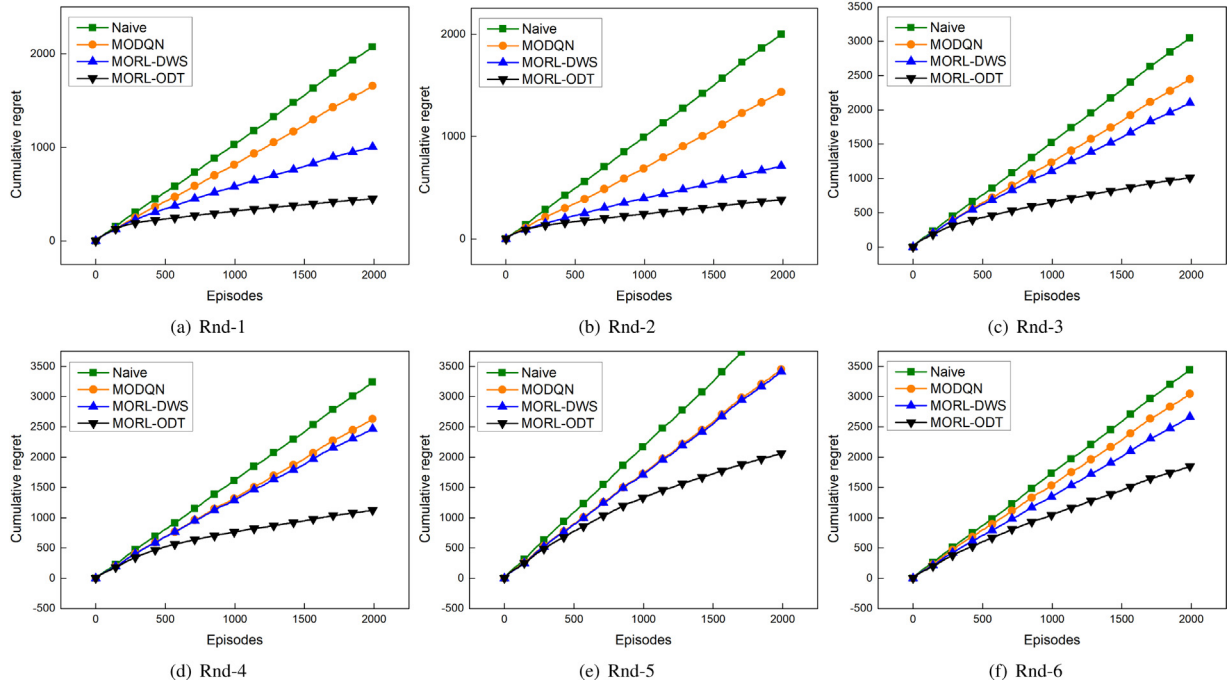 Naive
MODQN
MORL-DWS
MORL-ODT
2000
1000
0
Cumulative regret
0 500 1000 1500 2000
Episodes
(a) Rnd-1
Naive
MODQN
MORL-DWS
MORL-ODT
2000
1000
0
Cumulative regret
0 500 1000 1500 2000
Episodes
(b) Rnd-2
Naive
MODQN
MORL-DWS
MORL-ODT
3500
3000
2500
2000
1500
1000
500
0
Cumulative regret
0 500 1000 1500 2000
Episodes
(c) Rnd-3
Naive
MODQN
MORL-DWS
MORL-ODT
3500
3000
2500
2000
1500
1000
500
0
-500
Cumulative regret
0 500 1000 1500 2000
Episodes
(d) Rnd-4
Naive
MODQN
MORL-DWS
MORL-ODT
3500
3000
2500
2000
1500
1000
500
0
-500
Cumulative regret
0 500 1000 1500 2000
Episodes
(e) Rnd-5
Naive
MODQN
MORL-DWS
MORL-ODT
3500
3000
2500
2000
1500
1000
500
0
-500
Cumulative regret
0 500 1000 1500 2000
Episodes
(f) Rnd-6